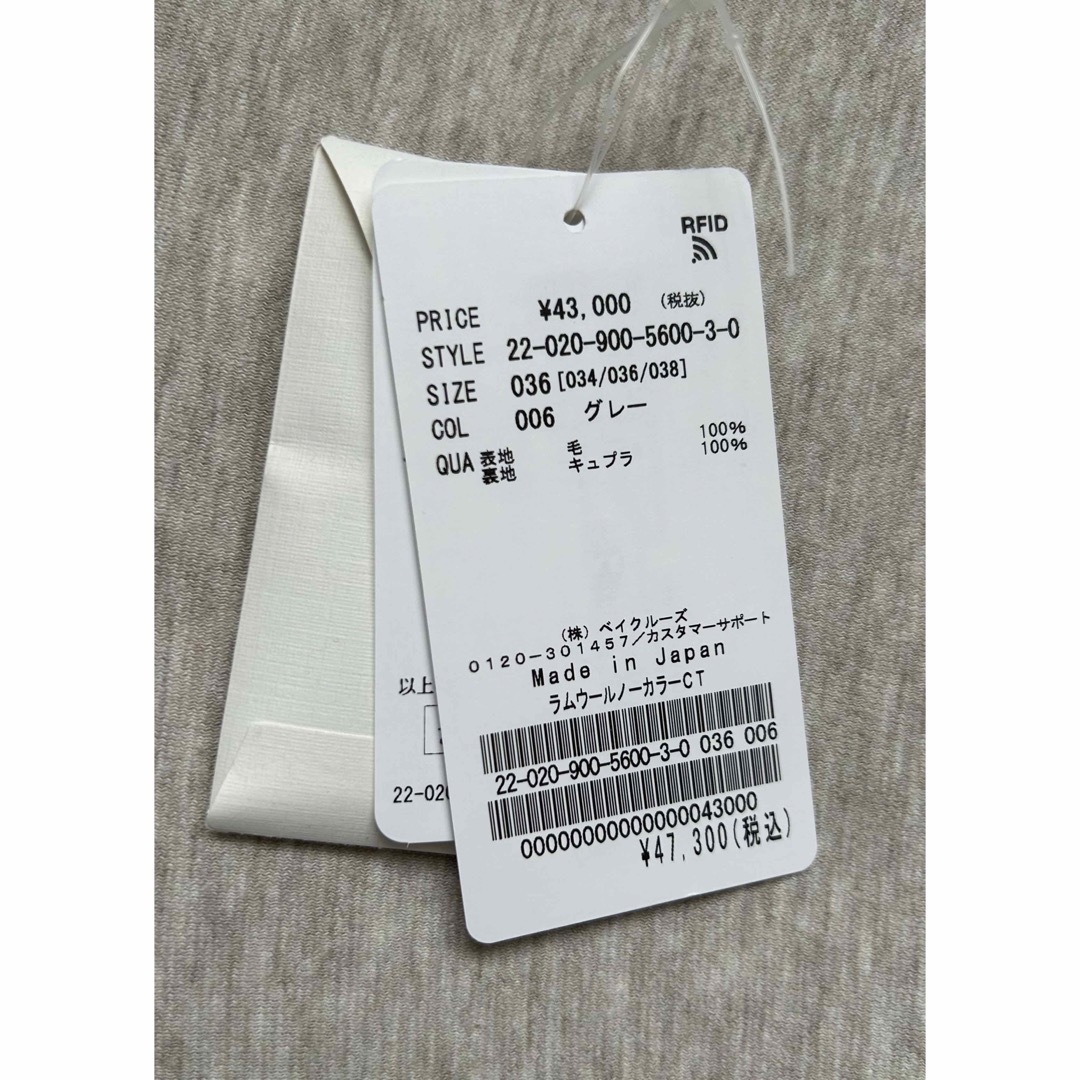 RFID
PRICE ¥43,000 (税抜)
STYLE 22-020-900-5600-3-0
SIZE 036 [034/036/038]
COL 006 グレー
QUA 表地 毛 100%
裏地 キュプラ 100%
(株) ベイクルーズ
0120-301457/カスタマーサポート
Made in Japan
ラムウールノーカラーCT
22-020-900-5600-3-0 036 006
00000000000000043000
¥47,300(税込)
以上
22-020